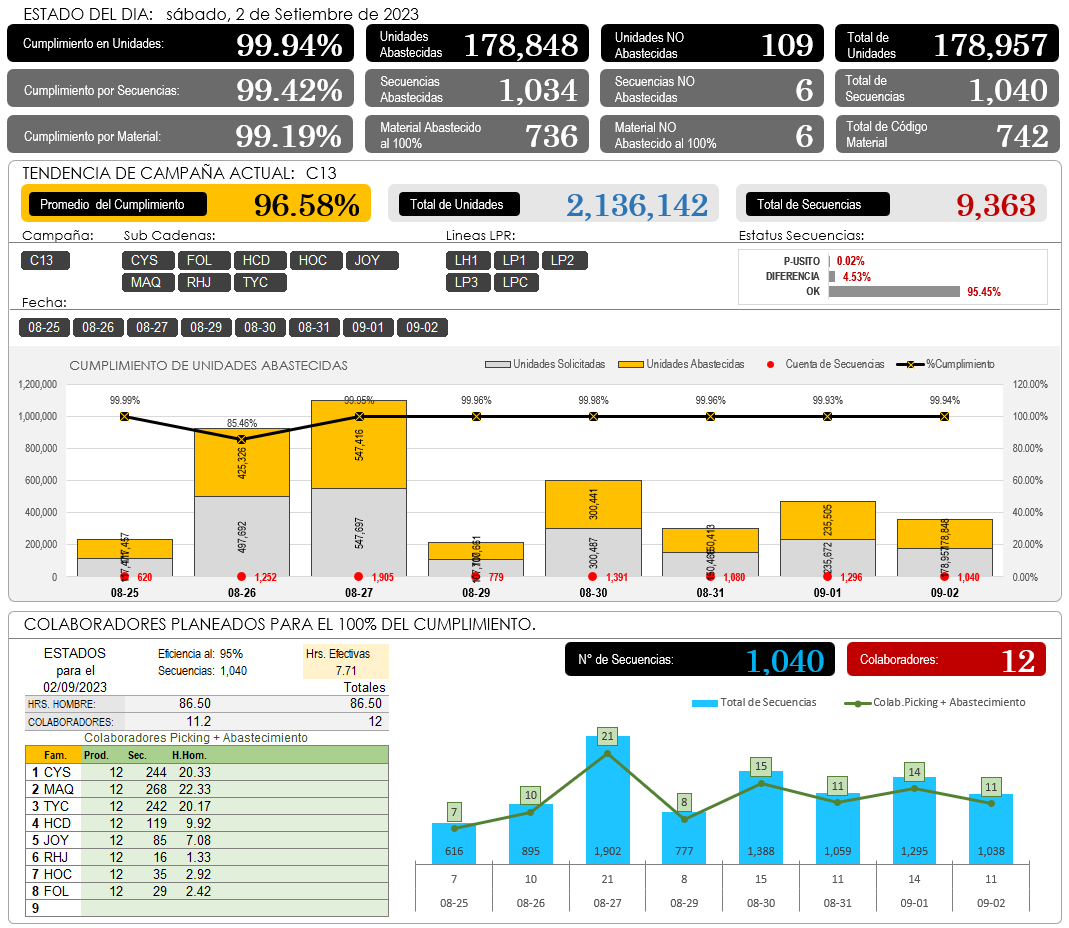 ESTADO DEL DIA: sábado, 2 de Setiembre de 2023
Cumplimiento en Unidades: 99.94%
Unidades Abastecidas 178,848
Unidades NO Abastecidas 109
Total de Unidades 178,957
Cumplimiento por Secuencias: 99.42%
Secuencias Abastecidas 1,034
Secuencias NO Abastecidas 6
Total de Secuencias 1,040
Cumplimiento por Material: 99.19%
Material Abastecido al 100% 736
Material NO Abastecido al 100% 6
Total de Código Material 742
TENDENCIA DE CAMPAÑA ACTUAL: C13
Promedio del Cumplimiento 96.58%
Total de Unidades 2,136,142
Total de Secuencias 9,363
Campaña:
C13
Sub Cadenas:
CYS FOL HCD HOC JOY
MAQ RHJ TYC
Lineas LPR:
LH1 LP1 LP2
LP3 LPC
Estatus Secuencias:
P-USITO 0.02%
DIFERENCIA 4.53%
OK 95.45%
Fecha:
08-25 08-26 08-27 08-29 08-30 08-31 09-01 09-02
CUMPLIMIENTO DE UNIDADES ABASTECIDAS
Unidades Solicitadas Unidades Abastecidas Cuenta de Secuencias %Cumplimiento
1,200,000 120.00%
1,000,000 100.00%
800,000 80.00%
600,000 60.00%
400,000 40.00%
200,000 20.00%
0 0.00%
99.99% 85.46% 99.95% 99.96% 99.98% 99.96% 99.93% 99.94%
425,326 547,416 300,441 150,413 235,505 178,848
497,692 547,697 300,487 235,672 178,957
620 1,252 1,905 779 1,391 1,080 1,296 1,040
08-25 08-26 08-27 08-29 08-30 08-31 09-01 09-02
COLABORADORES PLANEADOS PARA EL 100% DEL CUMPLIMIENTO.
ESTADOS
para el
02/09/2023
Eficiencia al: 95%
Secuencias: 1,040
Hrs. Efectivas
7.71
Totales
HRS. HOMBRE: 86.50 86.50
COLABORADORES: 11.2 12
Colaboradores Picking + Abastecimiento
Fam. Prod. Sec. H.Hom.
1 CYS 12 244 20.33
2 MAQ 12 268 22.33
3 TYC 12 242 20.17
4 HCD 12 119 9.92
5 JOY 12 85 7.08
6 RHJ 12 16 1.33
7 HOC 12 35 2.92
8 FOL 12 29 2.42
9
N° de Secuencias: 1,040
Colaboradores: 12
Total de Secuencias Colab.Picking + Abastecimiento
7 10 21 8 15 11 14 11
616 895 1,902 777 1,388 1,059 1,295 1,038
7 10 21 8 15 11 14 11
08-25 08-26 08-27 08-29 08-30 08-31 09-01 09-02